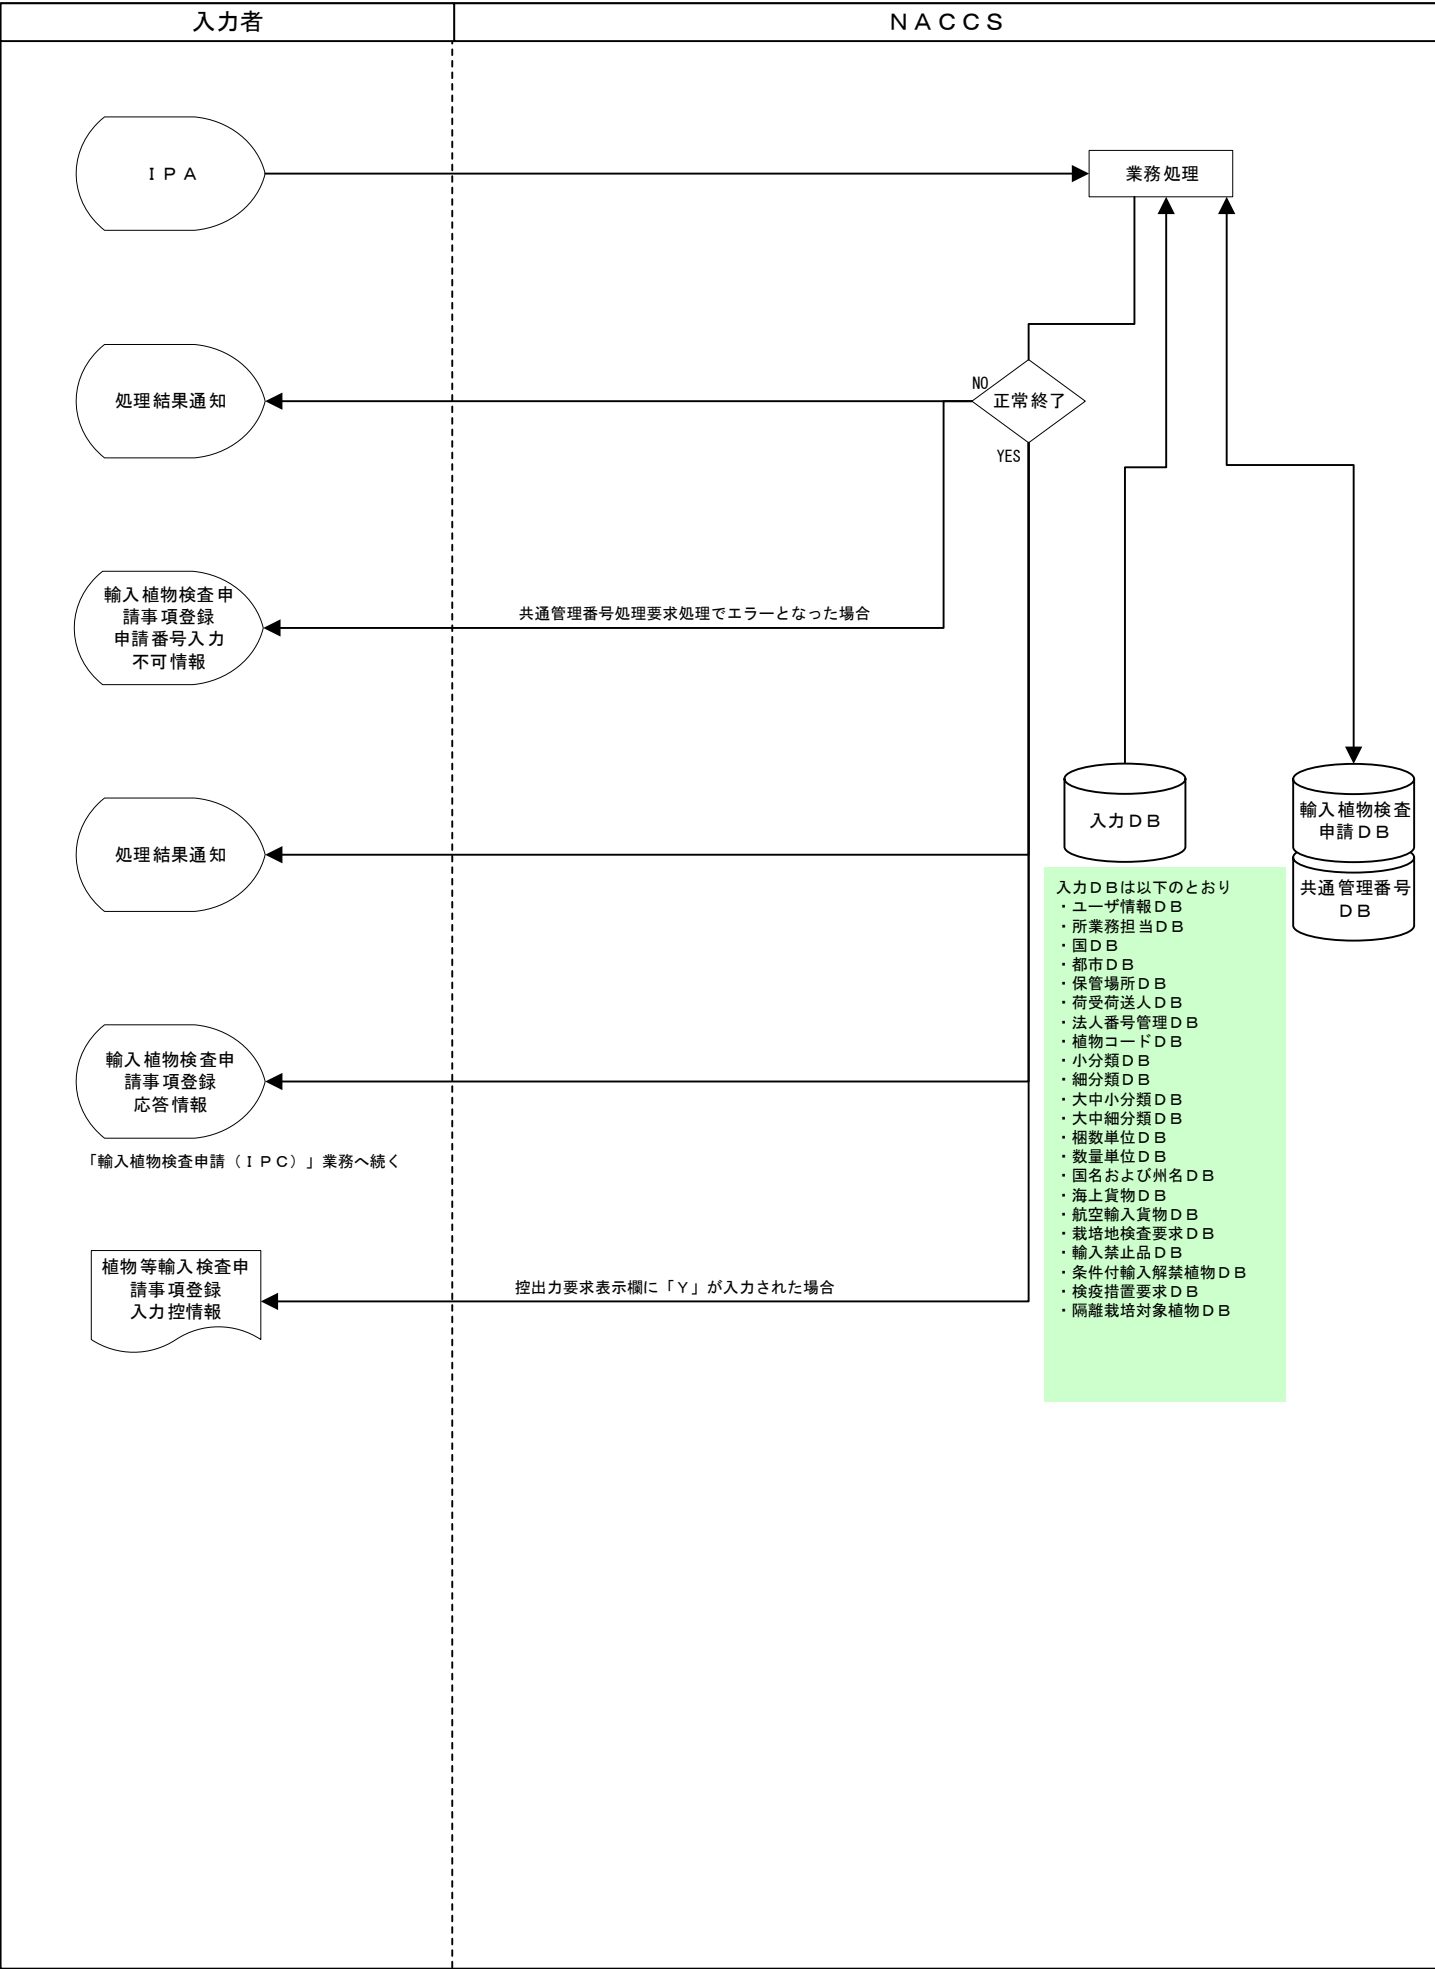 入力者
ＮＡＣＣＳ
ＩＰＡ
業務処理
処理結果通知
NO
正常終了
YES
輸入植物検査申
請事項登録
申請番号入力
不可情報
共通管理番号処理要求処理でエラーとなった場合
処理結果通知
入力ＤＢ
輸入植物検査
申請ＤＢ
共通管理番号
ＤＢ
入力ＤＢは以下のとおり
・ユーザ情報ＤＢ
・所業務担当ＤＢ
・国ＤＢ
・都市ＤＢ
・保管場所ＤＢ
・荷受荷送人ＤＢ
・法人番号管理ＤＢ
・植物コードＤＢ
・小分類ＤＢ
・細分類ＤＢ
・大中小分類ＤＢ
・大中細分類ＤＢ
・梱数単位ＤＢ
・数量単位ＤＢ
・国名および州名ＤＢ
・海上貨物ＤＢ
・航空輸入貨物ＤＢ
・栽培地検査要求ＤＢ
・輸入禁止品ＤＢ
・条件付輸入解禁植物ＤＢ
・検疫措置要求ＤＢ
・隔離栽培対象植物ＤＢ
輸入植物検査申
請事項登録
応答情報
「輸入植物検査申請（ＩＰＣ）」業務へ続く
植物等輸入検査申
請事項登録
入力控情報
控出力要求表示欄に「Ｙ」が入力された場合